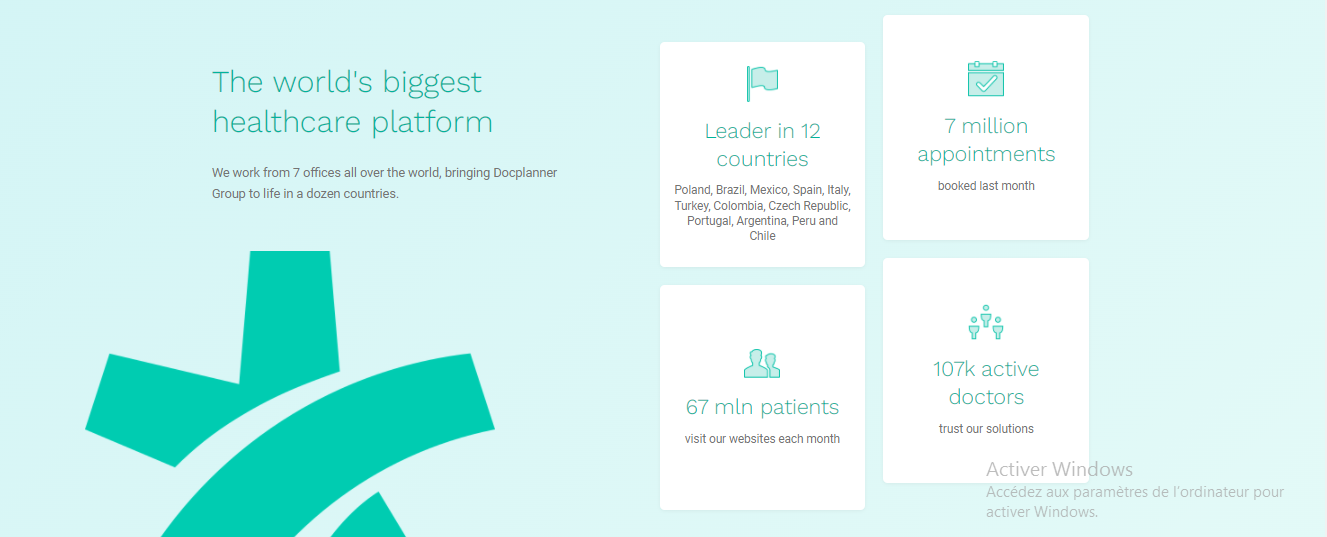 The world's biggest
healthcare platform
We work from 7 offices all over the world, bringing Docplanner
Group to life in a dozen countries.
Leader in 12
countries
Poland, Brazil, Mexico, Spain, Italy,
Turkey, Colombia, Czech Republic,
Portugal, Argentina, Peru and
Chile
7 million
appointments
booked last month
67 mln patients
visit our websites each month
107k active
doctors
trust our solutions
Activer Windows
Accédez aux paramètres de l'ordinateur pour
activer Windows.